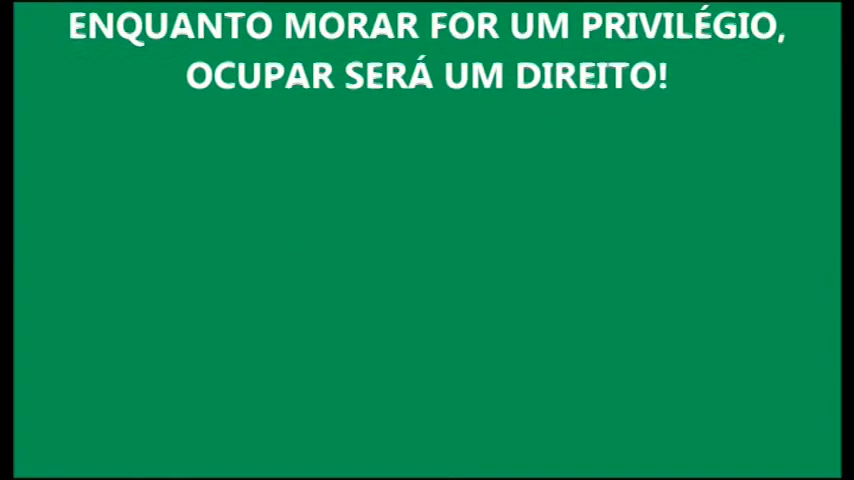 ENQUANTO MORAR FOR UM PRIVILÉGIO,
OCUPAR SERÁ UM DIREITO!